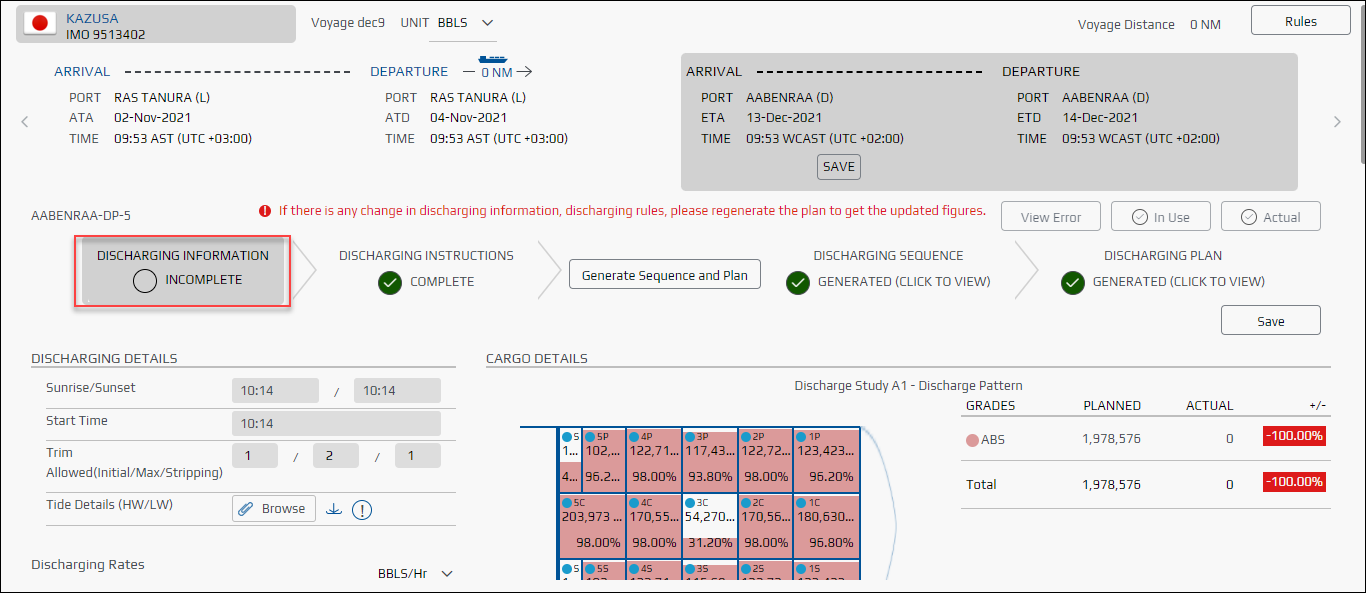 KAZUSA
IMO 9513402
Voyage dec9 UNIT BBLS
Voyage Distance 0 NM
Rules
ARRIVAL DEPARTURE 0 NM
PORT RAS TANURA (L) PORT RAS TANURA (L)
ATA 02-Nov-2021 ATD 04-Nov-2021
TIME 09:53 AST (UTC +03:00) TIME 09:53 AST (UTC +03:00)
ARRIVAL DEPARTURE
PORT AABENRAA (D) PORT AABENRAA (D)
ETA 13-Dec-2021 ETD 14-Dec-2021
TIME 09:53 WCAST (UTC +02:00) TIME 09:53 WCAST (UTC +02:00)
SAVE
AABENRAA-DP-5
If there is any change in discharging information, discharging rules, please regenerate the plan to get the updated figures.
View Error In Use Actual
DISCHARGING INFORMATION
INCOMPLETE
DISCHARGING INSTRUCTIONS
COMPLETE
Generate Sequence and Plan
DISCHARGING SEQUENCE
GENERATED (CLICK TO VIEW)
DISCHARGING PLAN
GENERATED (CLICK TO VIEW)
Save
DISCHARGING DETAILS
Sunrise/Sunset 10:14 / 10:14
Start Time 10:14
Trim
Allowed(Initial/Max/Stripping) 1 / 2 / 1
Tide Details (HW/LW) Browse
Discharging Rates
BBLS/Hr
CARGO DETAILS
Discharge Study A1 - Discharge Pattern
S 5P 4P 3P 2P 1P
1... 102,... 122,71... 117,43... 122,72... 123,423...
4... 96.2... 98.00% 93.80% 98.00% 96.20%
5C 4C 3C 2C 1C
203,973 ... 170,55... 54,270... 170,56... 180,630...
98.00% 98.00% 31.20% 98.00% 96.80%
S 5S 4S 3S 2S 1S
GRADES PLANNED ACTUAL +/-
ABS 1,978,576 0 -100.00%
Total 1,978,576 0 -100.00%